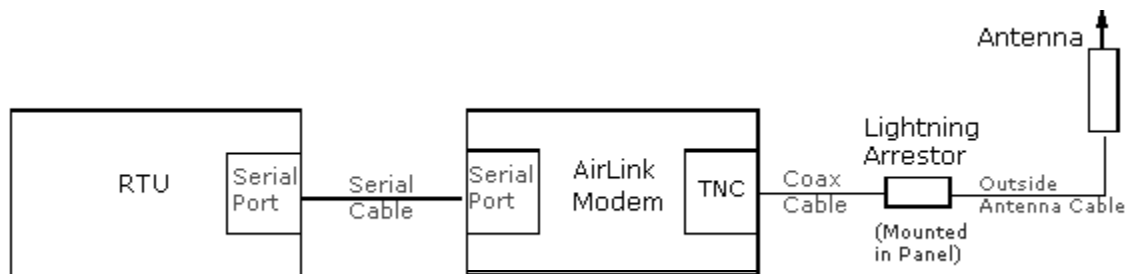 Antenna
RTU
Serial
Port
Serial
Cable
Serial
Port
AirLink
Modem
TNC
Coax
Cable
Lightning
Arrestor
(Mounted
in Panel)
Outside
Antenna Cable